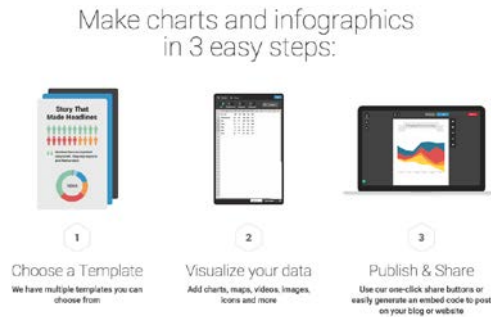 Make charts and infographics
in 3 easy steps:
Story That
Made Headlines
1
Choose a Template
We have multiple templates you can
choose from
2
Visualize your data
Add charts, maps, videos, images,
icons and more
3
Publish & Share
Use our one-click share buttons or
easily generate an embed code to post
on your blog or website